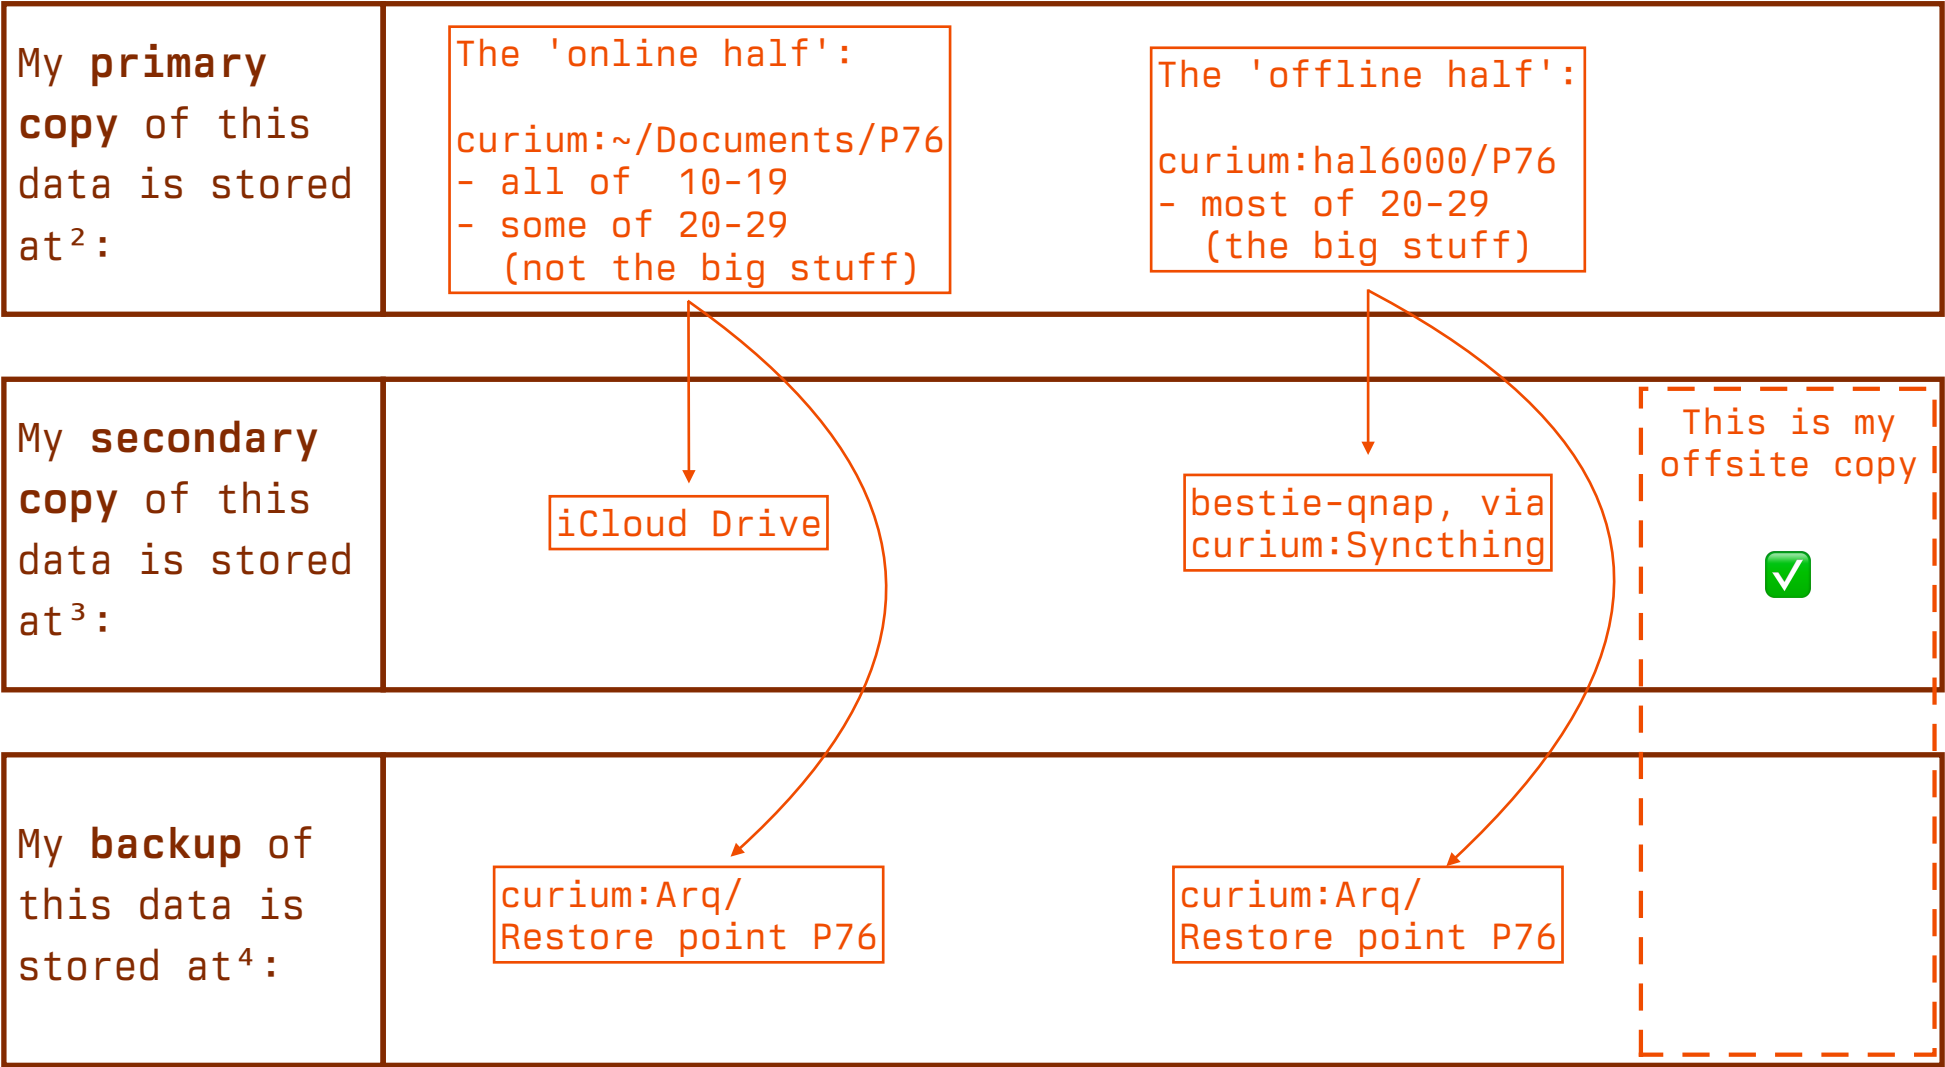 My primary
copy of this
data is stored
at²:
The 'online half':
curium:~/Documents/P76
- all of  10-19
- some of 20-29
(not the big stuff)
The 'offline half':
curium:hal6000/P76
- most of 20-29
(the big stuff)
My secondary
copy of this
data is stored
at³:
iCloud Drive
bestie-qnap, via
curium:Syncthing
This is my
offsite copy
My backup of
this data is
stored at⁴:
curium:Arq/
Restore point P76
curium:Arq/
Restore point P76